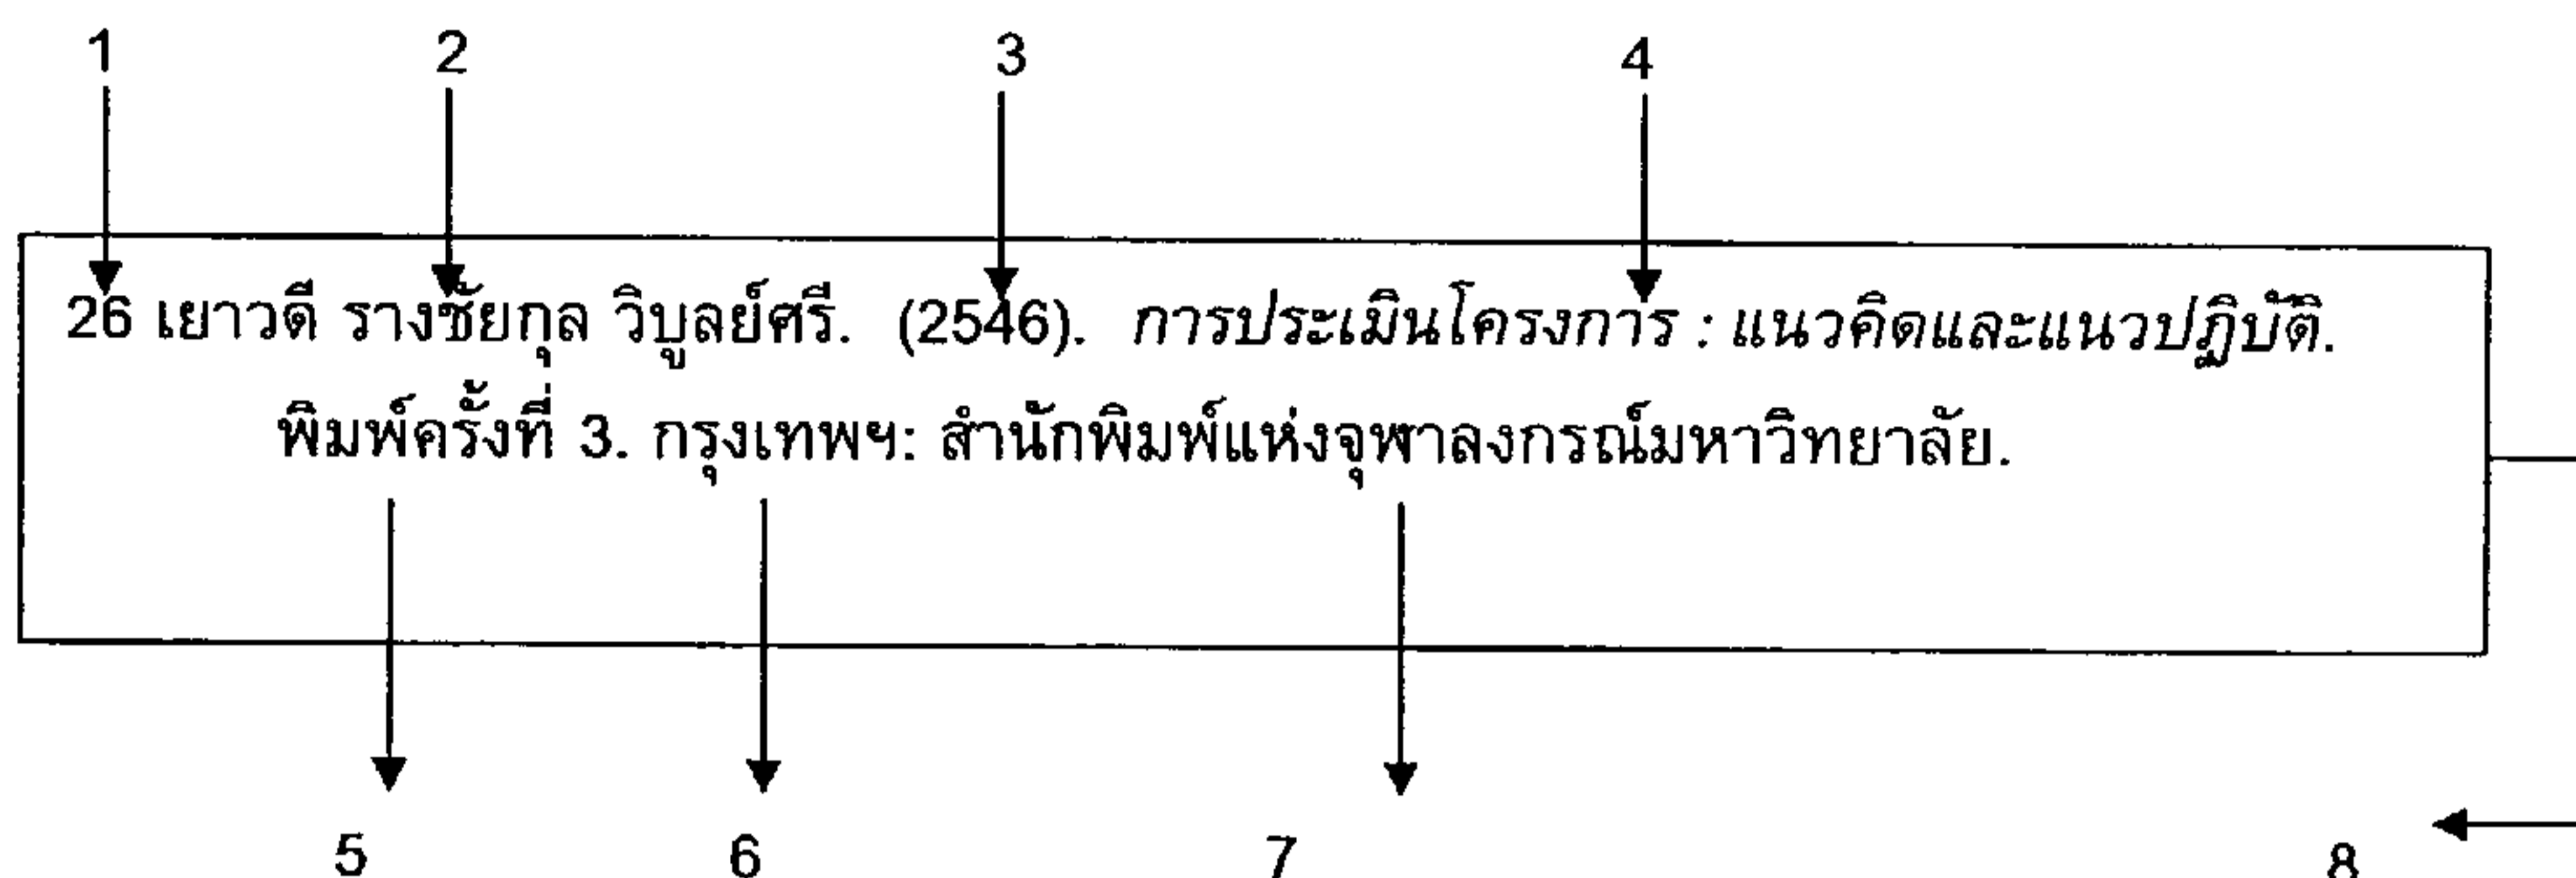 1 2 3 4
26 เยาวดี รางชัยกุล วิบูลย์ศรี. (2546). การประเมินโครงการ : แนวคิดและแนวปฏิบัติ.
พิมพ์ครั้งที่ 3. กรุงเทพฯ: สำนักพิมพ์แห่งจุฬาลงกรณ์มหาวิทยาลัย.
5 6 7 8